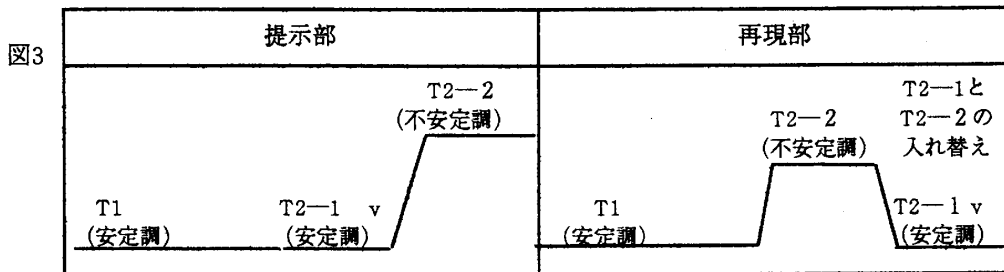 図3
提示部
再現部
T2—2
(不安定調)
T1
(安定調)
T2—1 v
(安定調)
T2—1と
T2—2の
入れ替え
T2—2
(不安定調)
T1
(安定調)
T2—1 v
(安定調)